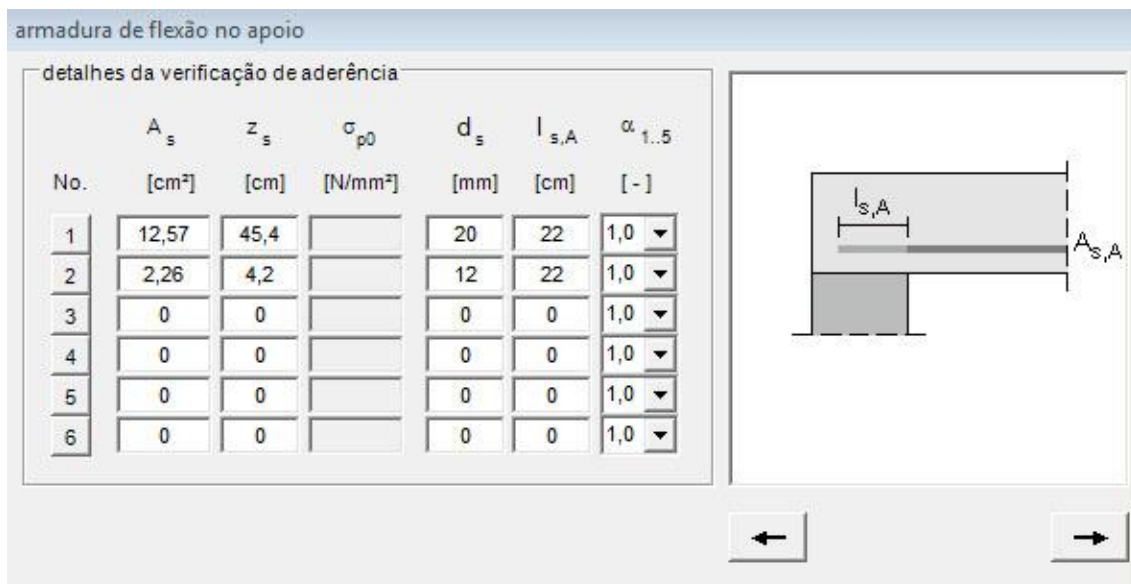 armadura de flexão no apoio
detalhes da verificação de aderência
A s z s σ p0 d s l s,A α 1..5
No. [cm²] [cm] [N/mm²] [mm] [cm] [ - ]
1 12,57 45,4 20 22 1,0
2 2,26 4,2 12 22 1,0
3 0 0 0 0 1,0
4 0 0 0 0 1,0
5 0 0 0 0 1,0
6 0 0 0 0 1,0
l s,A
A s,A